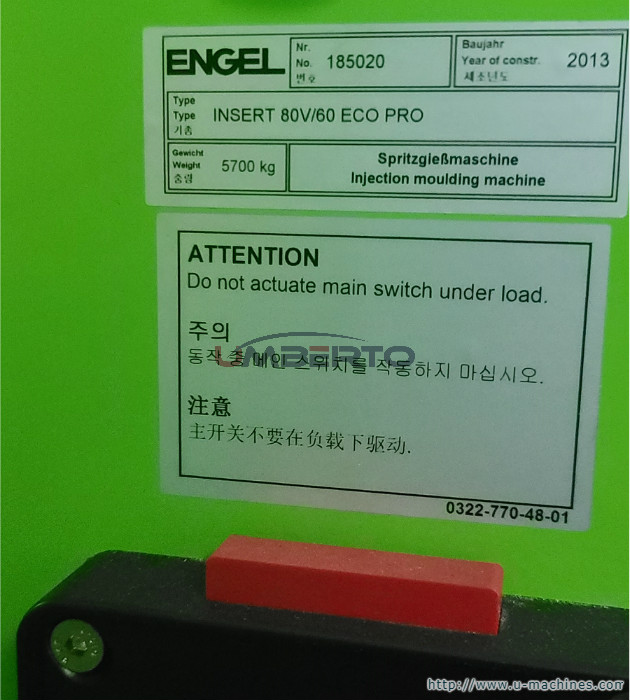 ENGEL
Nr.
No. 185020
번호
Baujahr
Year of constr. 2013
제조년도
Type
Type INSERT 80V/60 ECO PRO
기종
Gewicht
Weight 5700 kg
중량
Spritzgießmaschine
Injection moulding machine
ATTENTION
Do not actuate main switch under load.
주의
동작 중 메인 스위치를 작동하지 마십시오.
UMBERTO
注意
主开关不要在负载下驱动.
0322-770-48-01
http://www.u-machines.com